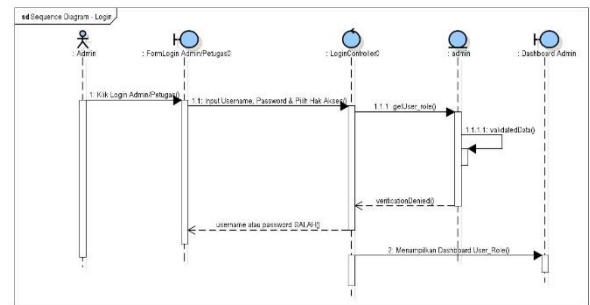 sd Sequence Diagram - Login
: Admin
: FormLogin Admin/Petugas0
: LoginController0
: admin
: Dashboard Admin
1: Klik Login Admin/Petugas()
1.1: Input Username, Password & Pilih Hak Akses()
1.1.1: getUser_role()
1.1.1.1: validatedData()
verificationDenied()
username atau password SALAH()
2: Menampilkan Dashboard User_Role()